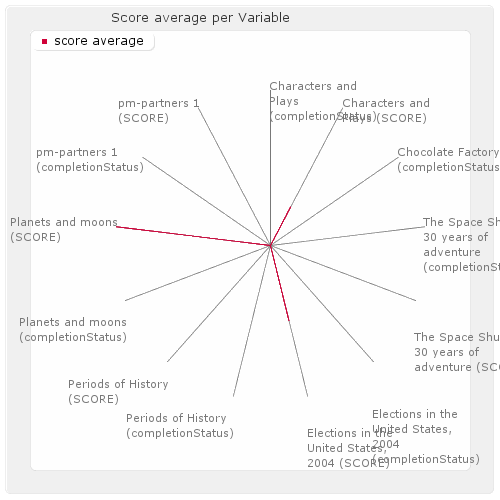 Score average per Variable
score average
Characters and
Plays
(completionStatus)
Characters and
Plays (SCORE)
pm-partners 1
(SCORE)
Chocolate Factory
(completionStatus
pm-partners 1
(completionStatus)
Planets and moons
(SCORE)
The Space Shu
30 years of
adventure
(completionSt
Planets and moons
(completionStatus)
The Space Shu
30 years of
adventure (SCO
Periods of History
(SCORE)
Periods of History
(completionStatus)
Elections in the
United States,
2004
(completionStatus)
Elections in the
United States,
2004 (SCORE)